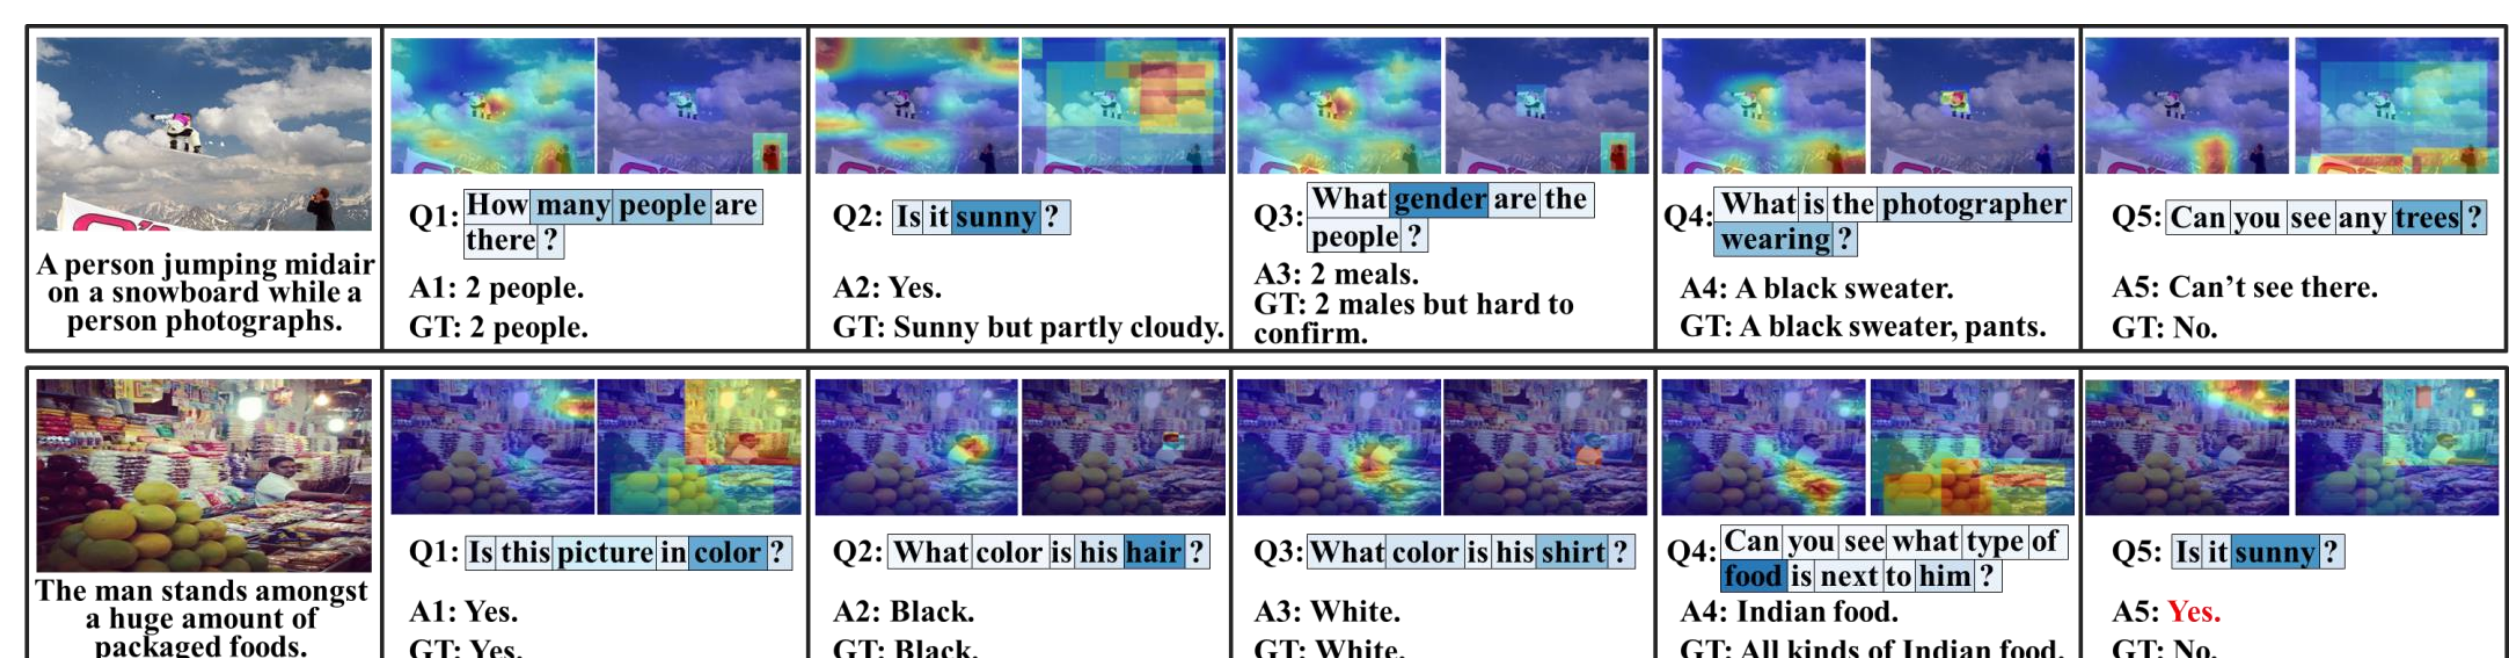 A person jumping midair
on a snowboard while a
person photographs.
Q1: How many people are
there ?
A1: 2 people.
GT: 2 people.
Q2: Is it sunny ?
A2: Yes.
GT: Sunny but partly cloudy.
Q3: What gender are the
people ?
A3: 2 meals.
GT: 2 males but hard to
confirm.
Q4: What is the photographer
wearing ?
A4: A black sweater.
GT: A black sweater, pants.
Q5: Can you see any trees ?
A5: Can't see there.
GT: No.
The man stands amongst
a huge amount of
packaged foods.
Q1: Is this picture in color ?
A1: Yes.
GT: Yes.
Q2: What color is his hair ?
A2: Black.
GT: Black.
Q3: What color is his shirt ?
A3: White.
GT: White.
Q4: Can you see what type of
food is next to him ?
A4: Indian food.
GT: All kinds of Indian food.
Q5: Is it sunny ?
A5: Yes.
GT: No.